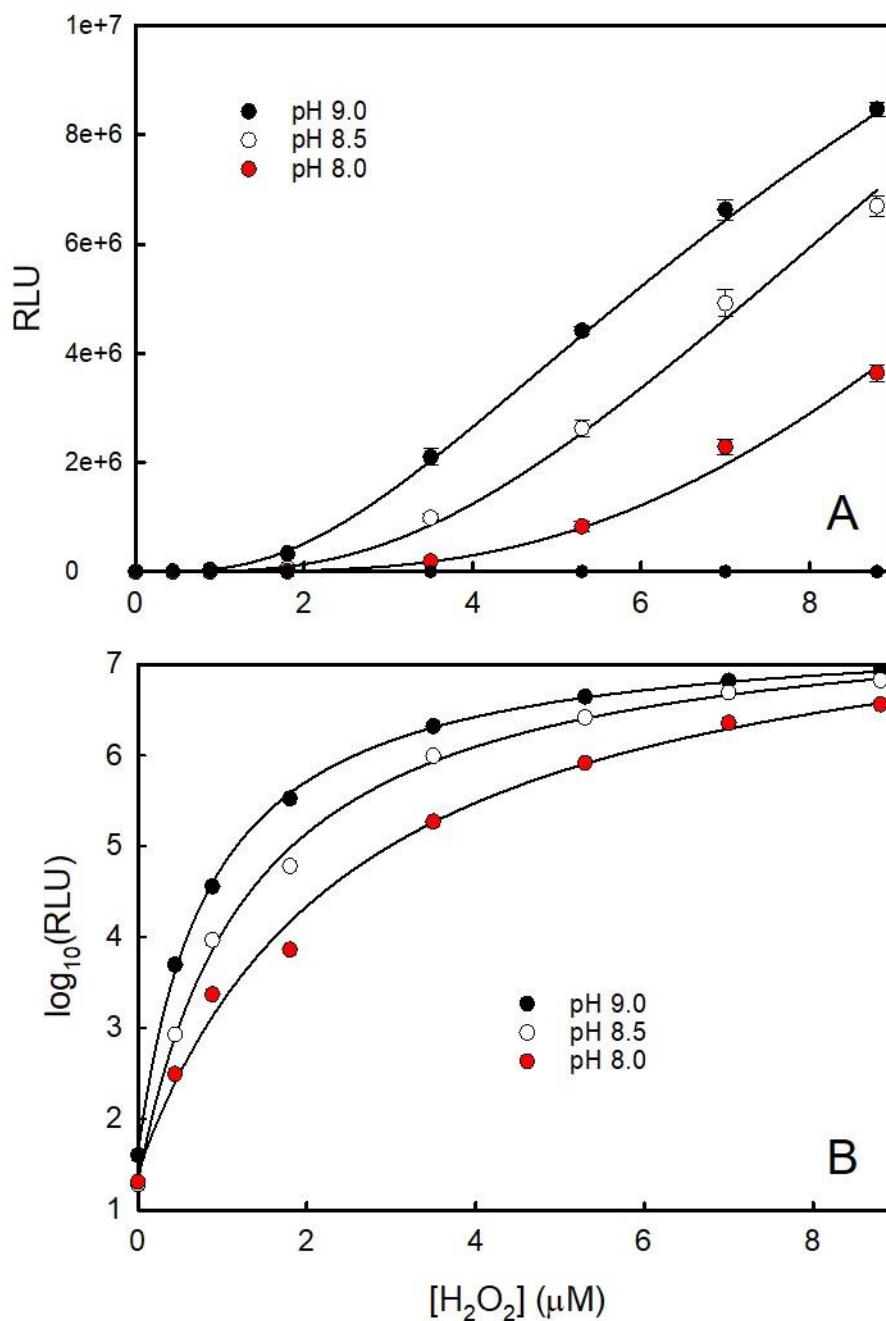 1e+7
8e+6
6e+6
4e+6
2e+6
0
RLU
pH 9.0
pH 8.5
pH 8.0
A
0 2 4 6 8
7
6
5
4
3
2
1
log₁₀(RLU)
pH 9.0
pH 8.5
pH 8.0
B
0 2 4 6 8
[H₂O₂] (μM)